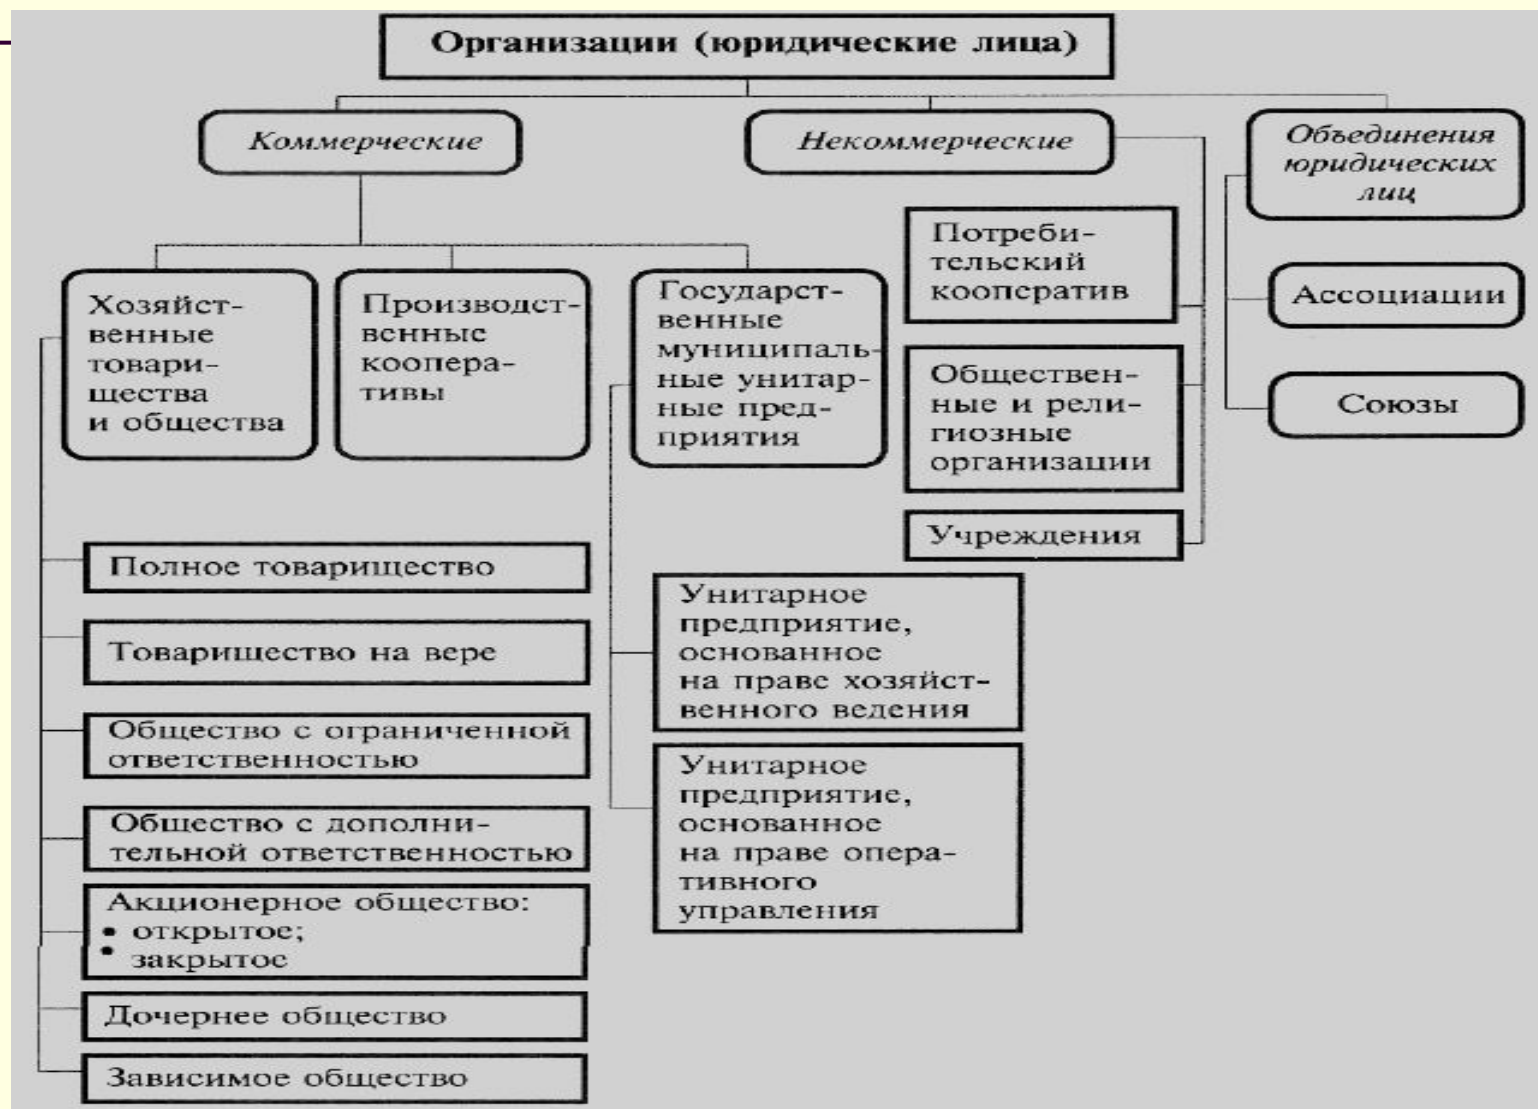 Организации (юридические лица)
Коммерческие
Некоммерческие
Объединения
юридических
лиц
Хозяйст-
венные
товари-
щества
и общества
Производст-
венные
коопера-
тивы
Государст-
венные
муниципаль-
ные унитар-
ные пред-
приятия
Потреби-
тельский
кооператив
Общественн-
ные и рели-
гиозные
организации
Учреждения
Ассоциации
Союзы
Полное товарищество
Товарищество на вере
Общество с ограниченной
ответственностью
Общество с дополни-
тельной ответственностью
Акционерное общество:
• открытое;
• закрытое
Дочернее общество
Зависимое общество
Унитарное
предприятие,
основанное
на праве хозяйст-
венного ведения
Унитарное
предприятие,
основанное
на праве опера-
тивного
управления